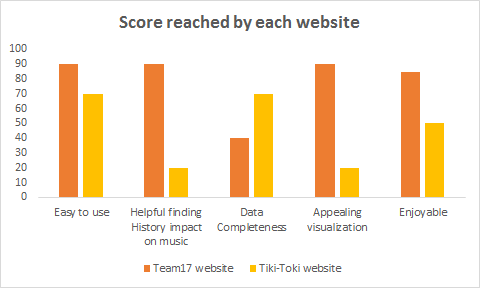 Score reached by each website
100
90
80
70
60
50
40
30
20
10
0
Easy to use
Helpful finding
History impact
on music
Data
Completeness
Appealing
visualization
Enjoyable
Team17 website
Tiki-Toki website